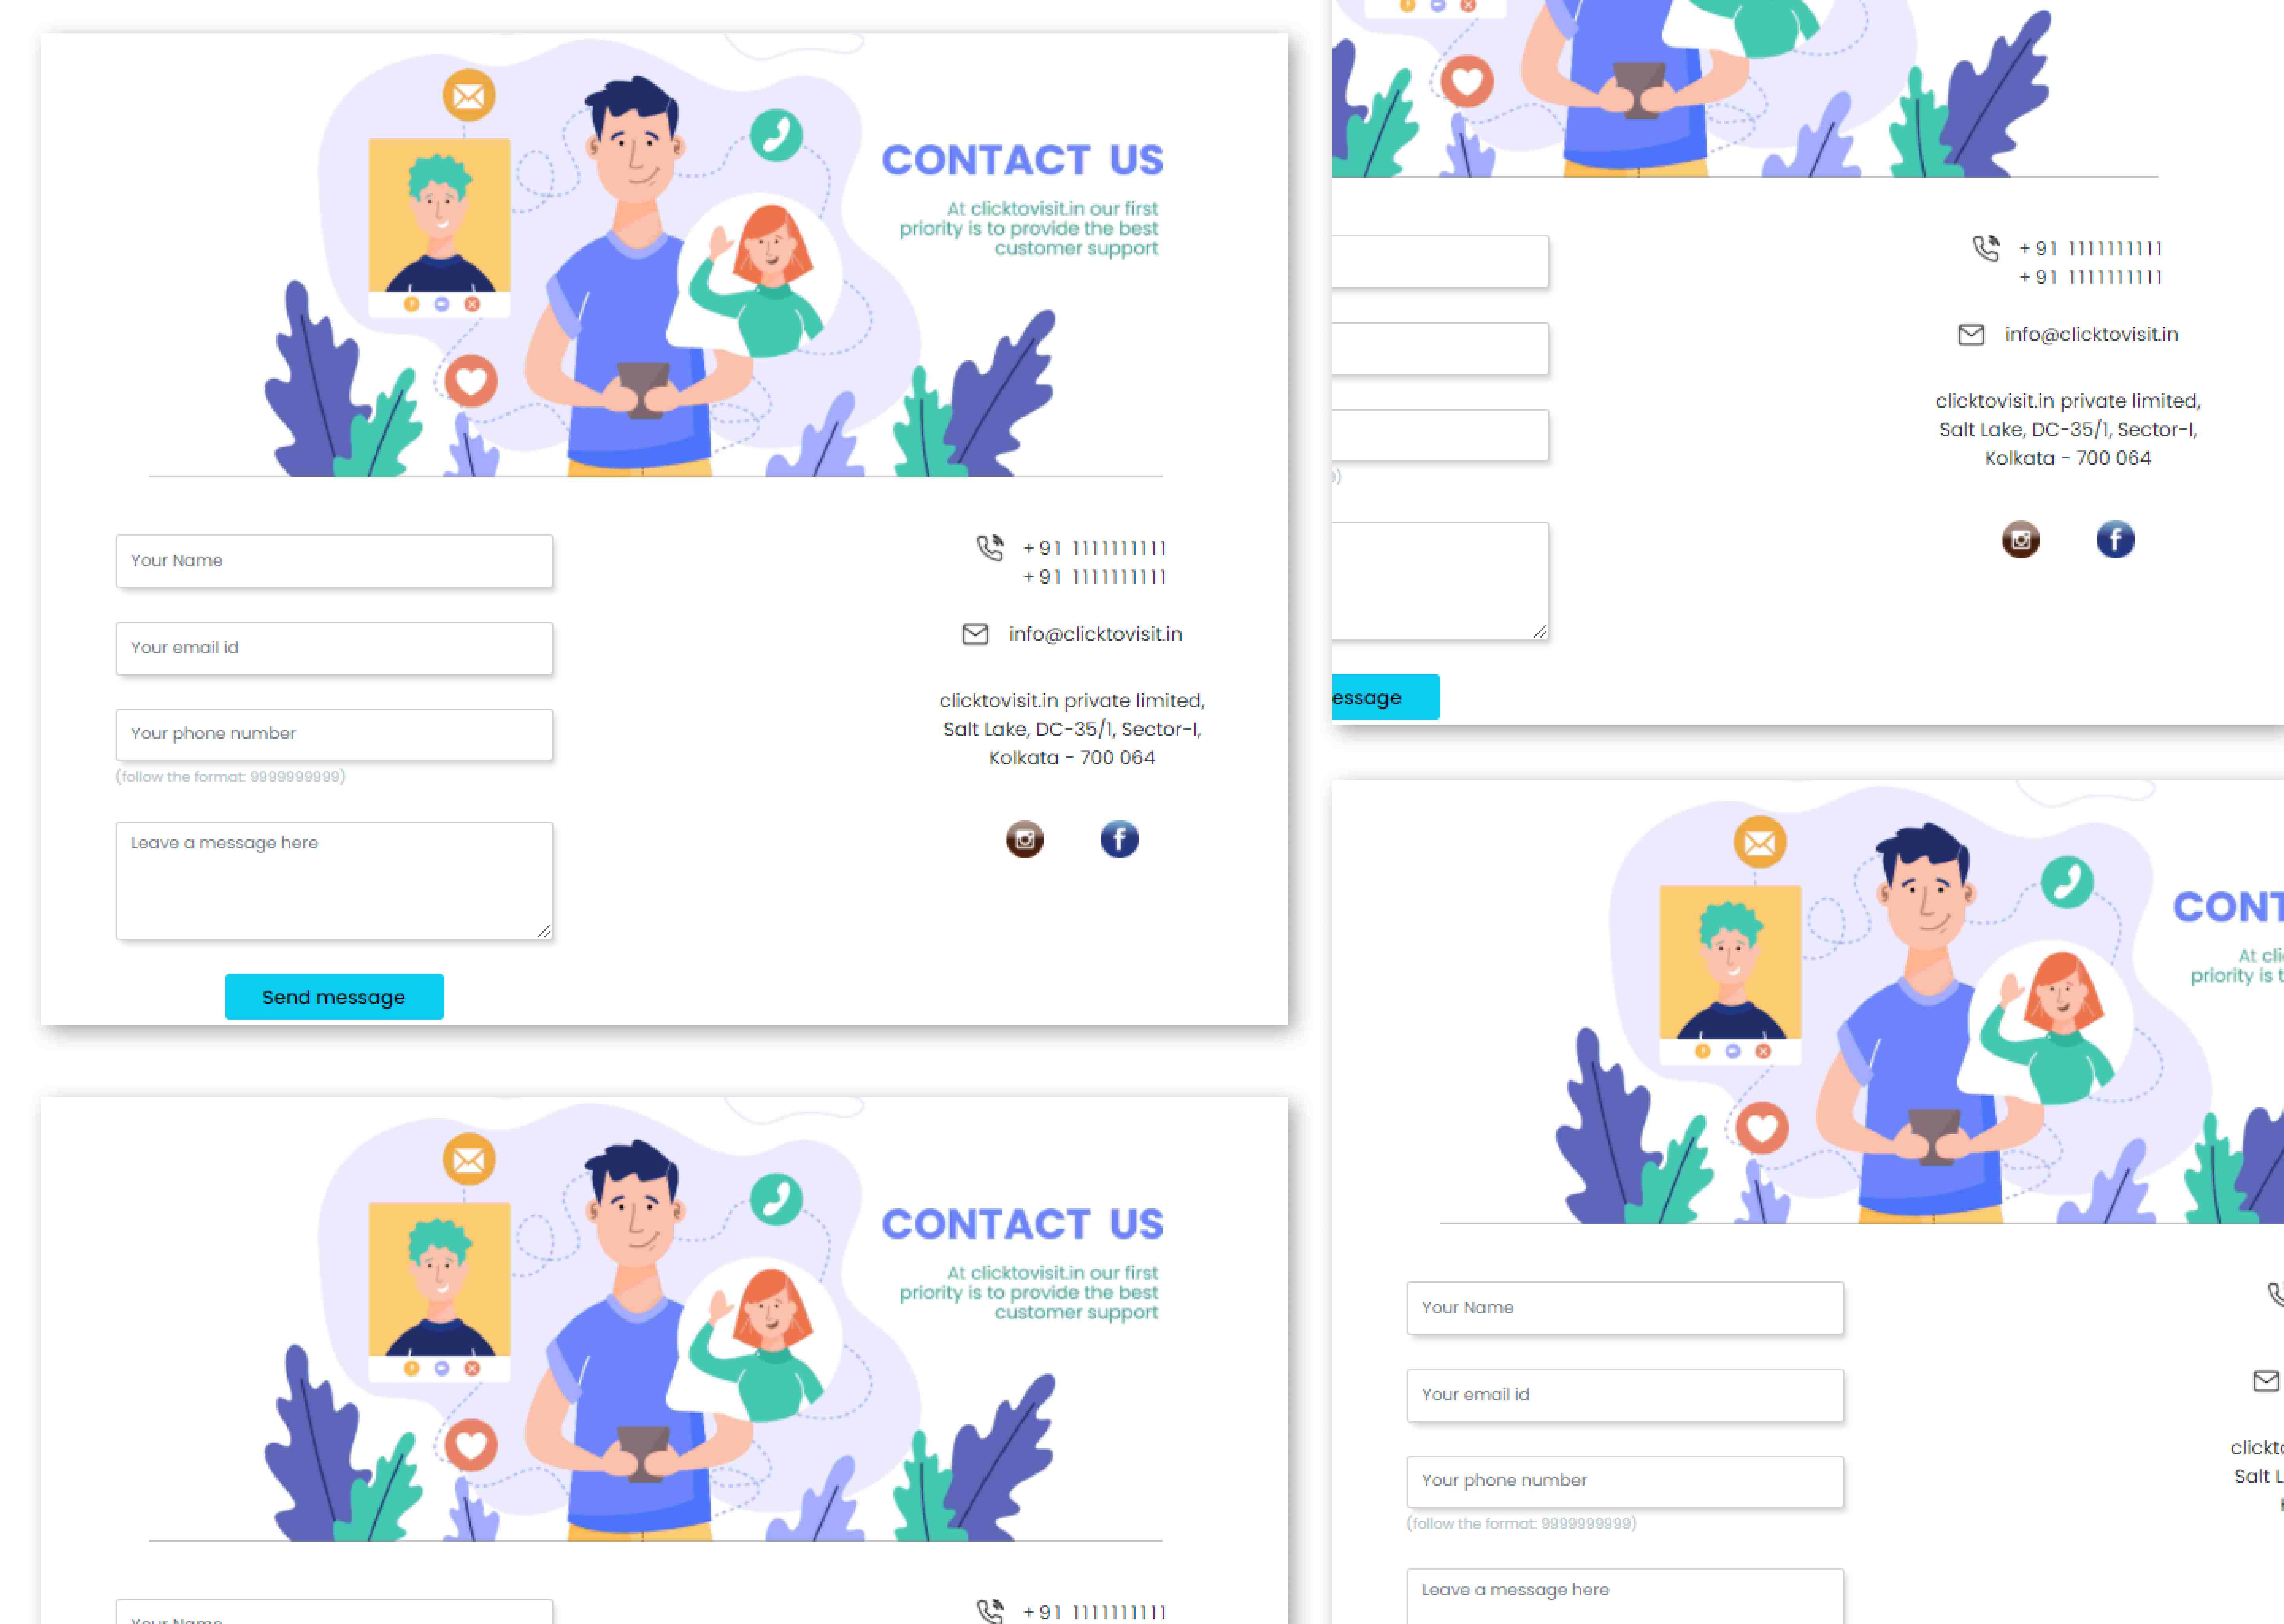 CONTACT US
At clicktovisit.in our first
priority is to provide the best
customer support
Your Name
Your email id
Your phone number
(follow the format: 9999999999)
Leave a message here
Send message
+91 1111111111
+91 1111111111
info@clicktovisit.in
clicktovisit.in private limited,
Salt Lake, DC-35/1, Sector-I,
Kolkata - 700 064
CONTACT US
At clicktovisit.in our first
priority is to provide the best
customer support
Your Name
+91 1111111111
+91 1111111111
+91 1111111111
info@clicktovisit.in
clicktovisit.in private limited,
Salt Lake, DC-35/1, Sector-I,
Kolkata - 700 064
essage
CONT
At cli
priority is t
Your Name
Your email id
Your phone number
(follow the format: 9999999999)
Leave a message here
clickto
Salt L